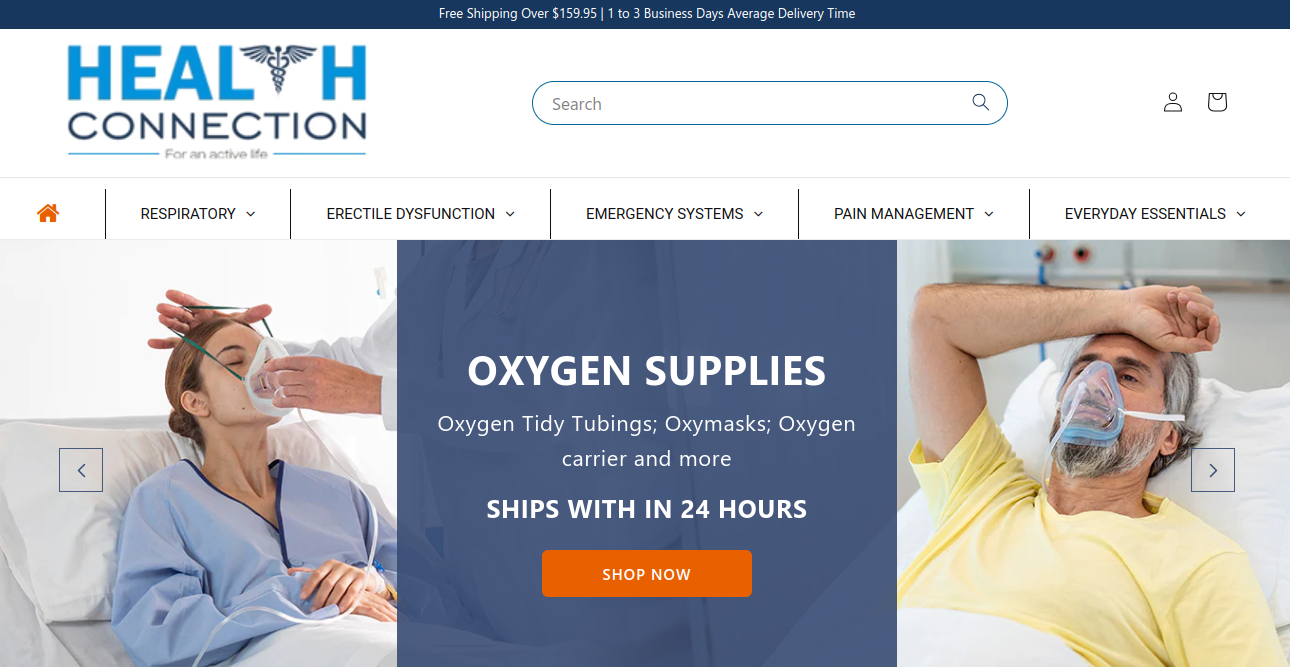 Free Shipping Over $159.95 | 1 to 3 Business Days Average Delivery Time
HEALTH
CONNECTION
For an active life
Search
RESPIRATORY
ERECTILE DYSFUNCTION
EMERGENCY SYSTEMS
PAIN MANAGEMENT
EVERYDAY ESSENTIALS
OXYGEN SUPPLIES
Oxygen Tidy Tubings; Oxymasks; Oxygen
carrier and more
SHIPS WITH IN 24 HOURS
SHOP NOW